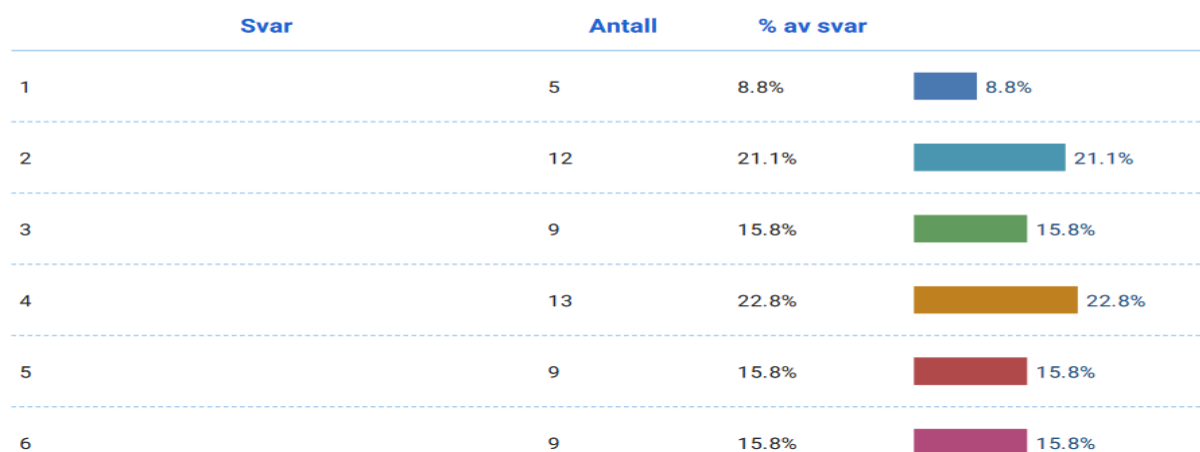 Svar Antall % av svar
1 5 8.8% 8.8%
2 12 21.1% 21.1%
3 9 15.8% 15.8%
4 13 22.8% 22.8%
5 9 15.8% 15.8%
6 9 15.8% 15.8%